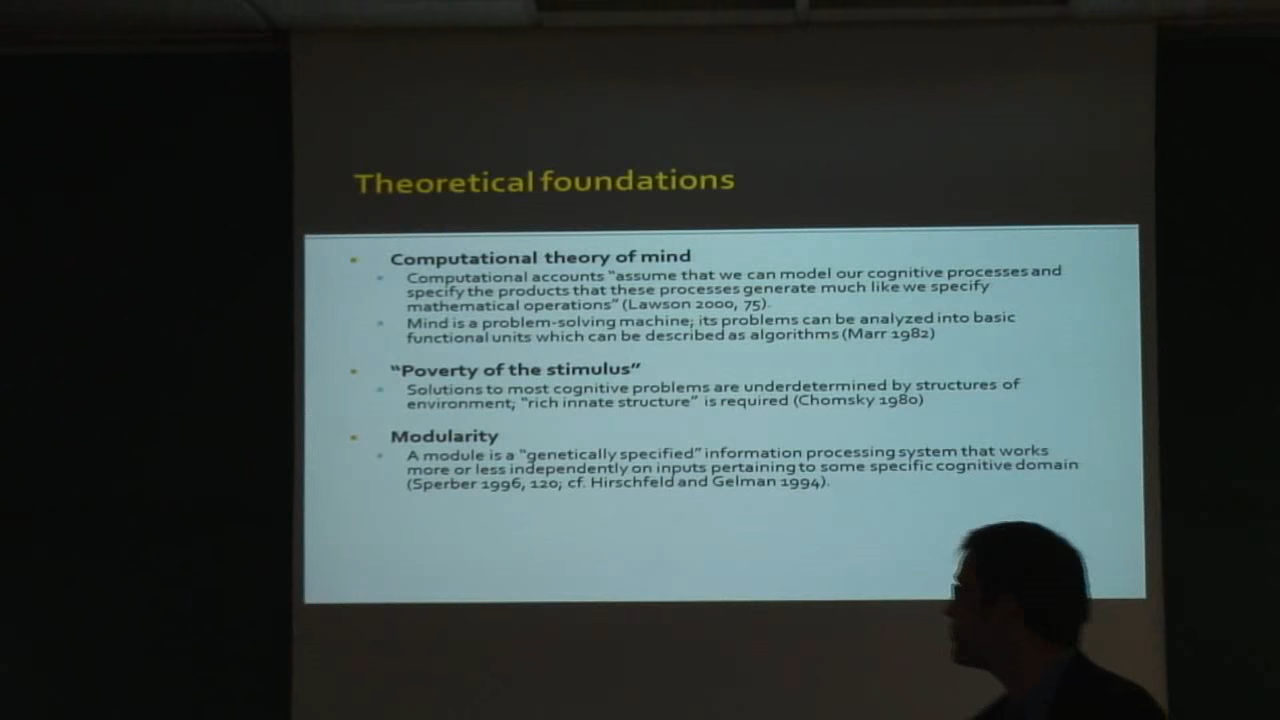 Theoretical foundations
Computational theory of mind
Computational accounts “assume that we can model our cognitive processes and
specify the products that these processes generate much like we specify
mathematical operations” (Lawson 2000, 75).
Mind is a problem-solving machine; its problems can be analyzed into basic
functional units which can be described as algorithms (Marr 1982)
“Poverty of the stimulus”
Solutions to most cognitive problems are underdetermined by structures of
environment; “rich innate structure” is required (Chomsky 1980)
Modularity
A module is a “genetically specified” information processing system that works
more or less independently on inputs pertaining to some specific cognitive domain
(Sperber 1996, 120; cf. Hirschfeld and Gelman 1994).